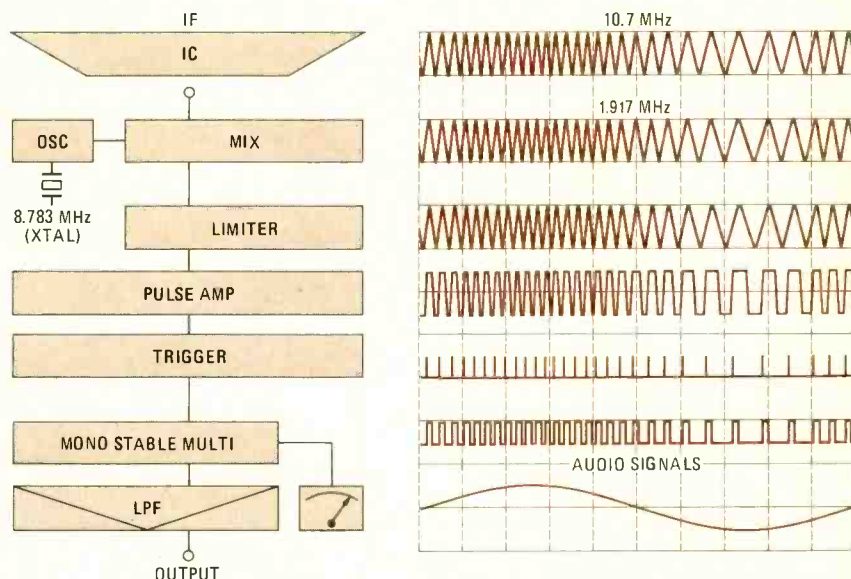 IF
IC
OSC
MIX
8.783 MHz
(XTAL)
LIMITER
PULSE AMP
TRIGGER
MONO STABLE MULTI
LPF
OUTPUT
10.7 MHz
1.917 MHz
AUDIO SIGNALS